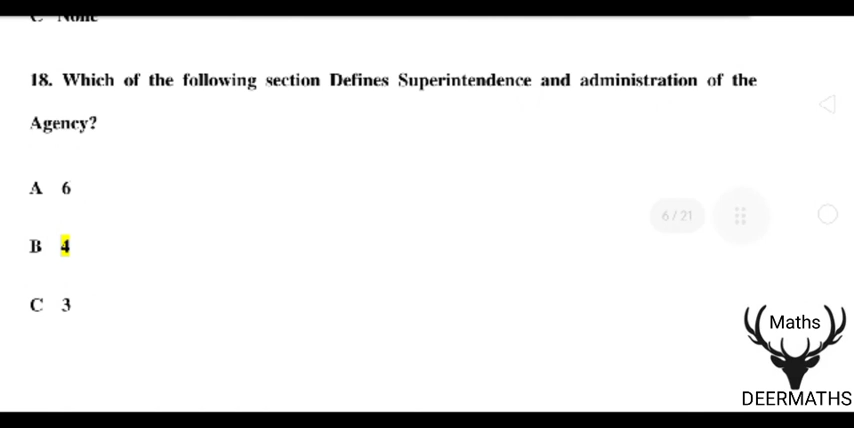 C None
18. Which of the following section Defines Superintendence and administration of the
Agency?
A 6
6/21
B 4
C 3
Maths
DEERMATHS